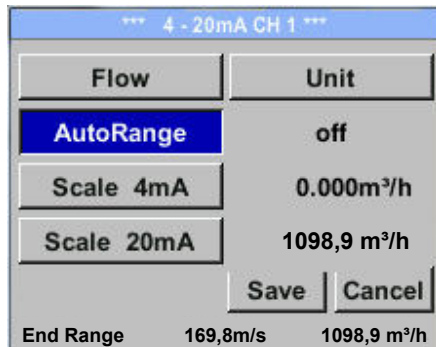 *** 4 - 20mA CH 1 ***
Flow Unit
AutoRange off
Scale 4mA 0.000m³/h
Scale 20mA 1098,9 m³/h
Save Cancel
End Range 169,8m/s 1098,9 m³/h